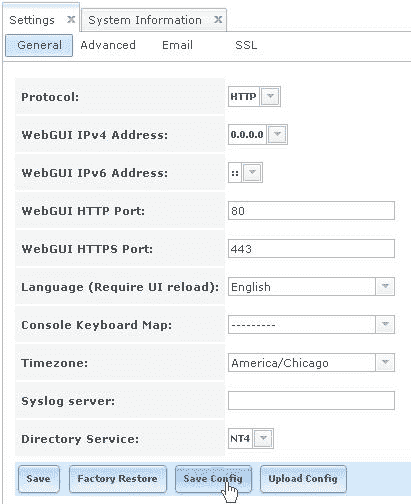 Settings x System Information x
General Advanced Email SSL
Protocol: HTTP
WebGUI IPv4 Address: 0.0.0.0
WebGUI IPv6 Address: ::
WebGUI HTTP Port: 80
WebGUI HTTPS Port: 443
Language (Require UI reload): English
Console Keyboard Map: ---------
Timezone: America/Chicago
Syslog server:
Directory Service: NT4
Save Factory Restore Save Config Upload Config